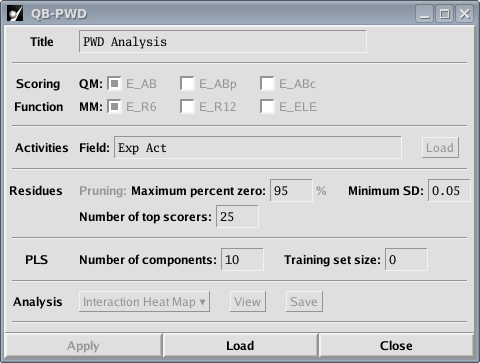 QB-PWD
Title PWD Analysis
Scoring QM: E_AB E_ABp E_ABc
Function MM: E_R6 E_R12 E_ELE
Activities Field: Exp Act Load
Residues Pruning: Maximum percent zero: 95 % Minimum SD: 0.05
Number of top scorers: 25
PLS Number of components: 10 Training set size: 0
Analysis Interaction Heat Map View Save
Apply Load Close